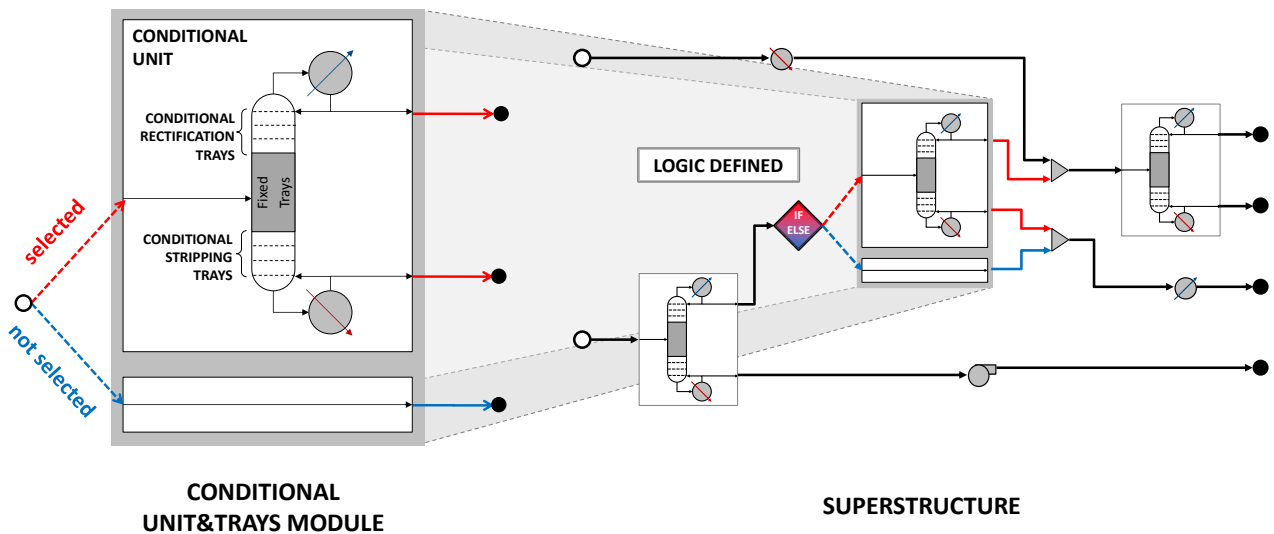 CONDITIONAL
UNIT
CONDITIONAL
RECTIFICATION
TRAYS
Fixed
Trays
CONDITIONAL
STRIPPING
TRAYS
selected
not selected
LOGIC DEFINED
IF
ELSE
CONDITIONAL
UNIT&TRAYS MODULE
SUPERSTRUCTURE